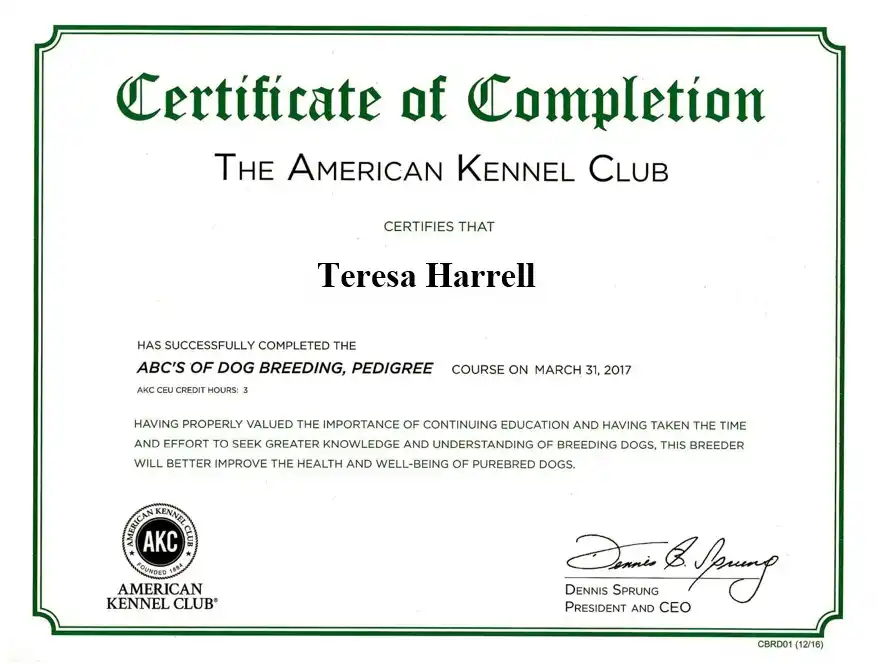 Certificate of Completion
THE AMERICAN KENNEL CLUB
CERTIFIES THAT
Teresa Harrell
HAS SUCCESSFULLY COMPLETED THE
ABC'S OF DOG BREEDING, PEDIGREE COURSE ON MARCH 31, 2017
AKC CEU CREDIT HOURS: 3
HAVING PROPERLY VALUED THE IMPORTANCE OF CONTINUING EDUCATION AND HAVING TAKEN THE TIME
AND EFFORT TO SEEK GREATER KNOWLEDGE AND UNDERSTANDING OF BREEDING DOGS, THIS BREEDER
WILL BETTER IMPROVE THE HEALTH AND WELL-BEING OF PUREBRED DOGS.
AMERICAN KENNEL CLUB
AKC
FOUNDED 1884
AMERICAN
KENNEL CLUB®
Dennis B. Sprung
DENNIS SPRUNG
PRESIDENT AND CEO
CBRD01 (12/16)